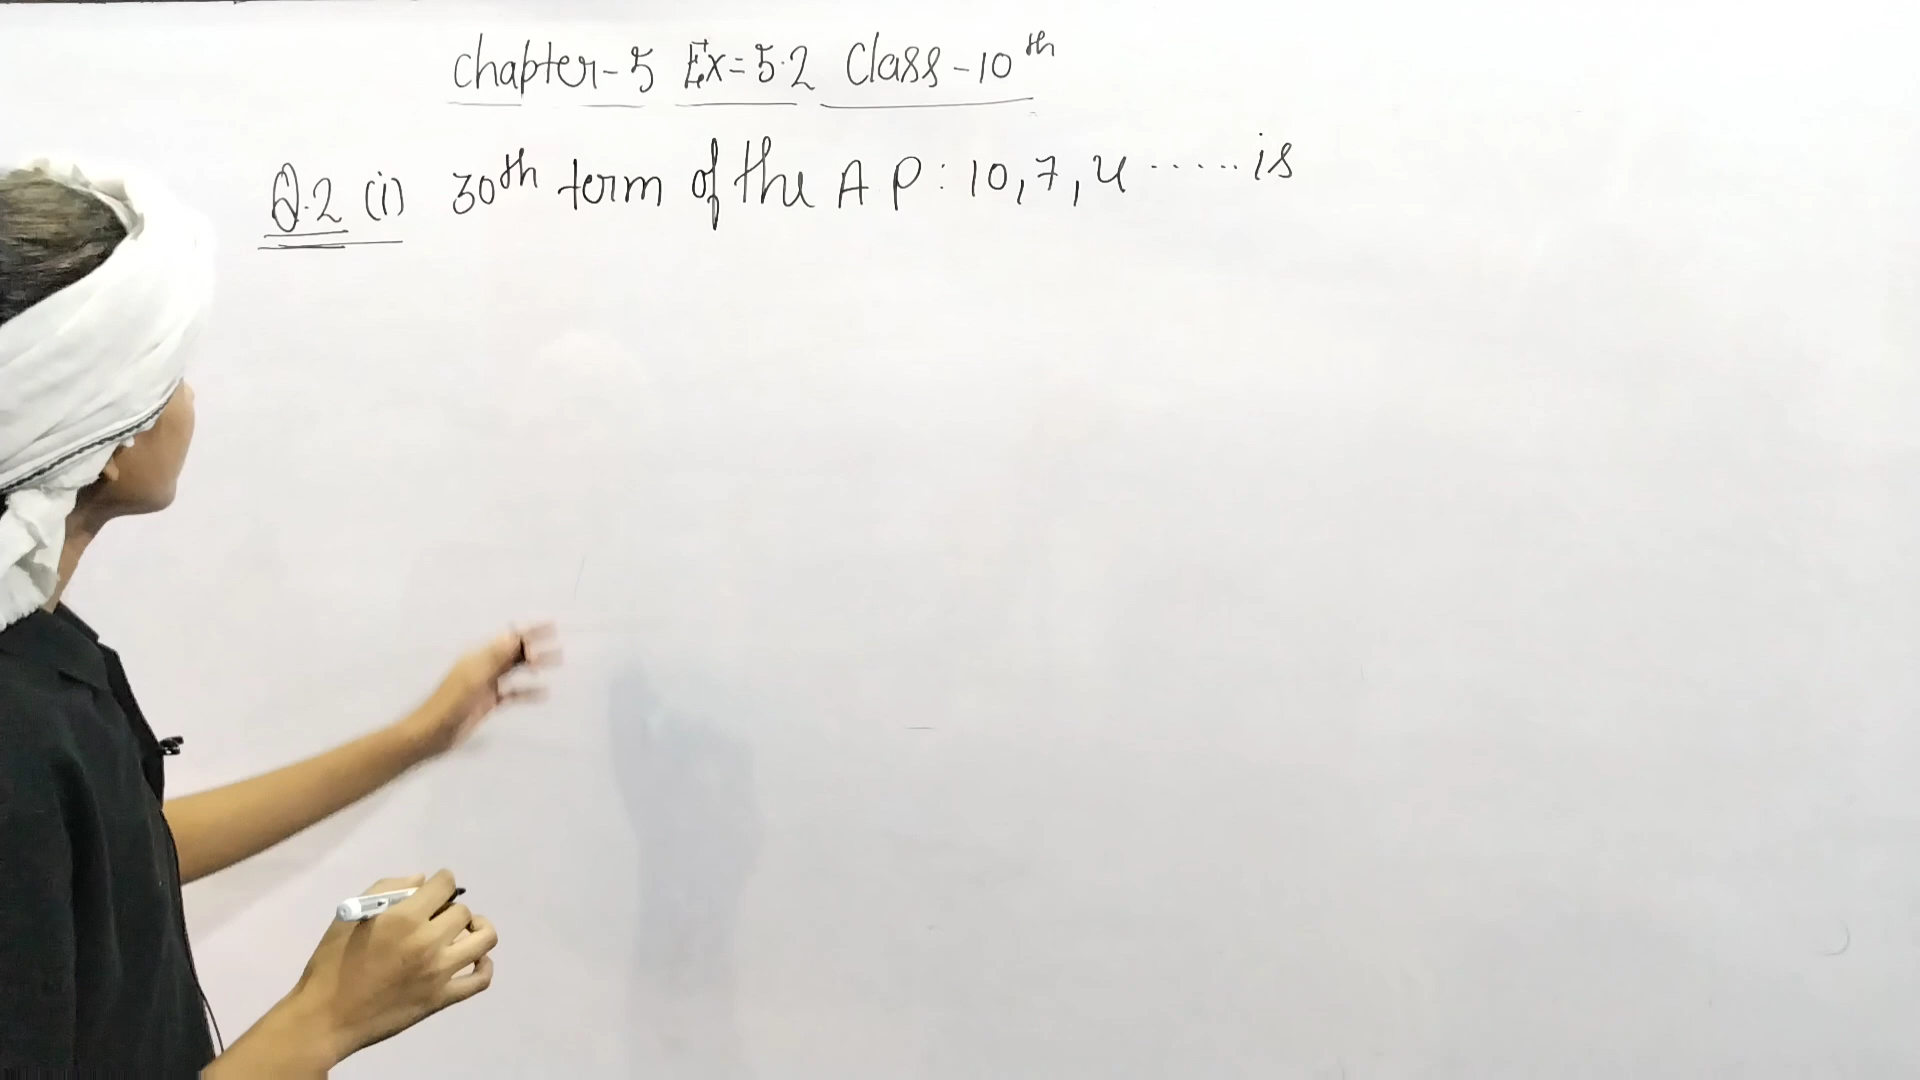 Chapter-5 Ex=5.2 Class-10th
Q.2 (i) 30th term of the A P: 10,7,4 ..... is